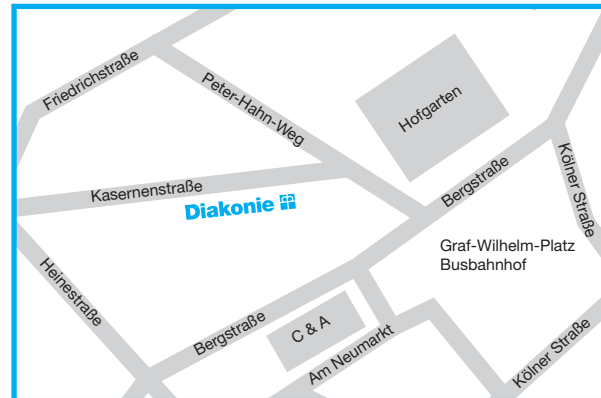 Friedrichstraße
Peter-Hahn-Weg
Hofgarten
Kölner Straße
Bergstraße
Kasernenstraße
Diakonie
Graf-Wilhelm-Platz
Busbahnhof
Heinestraße
Bergstraße
C & A
Am Neumarkt
Kölner Straße